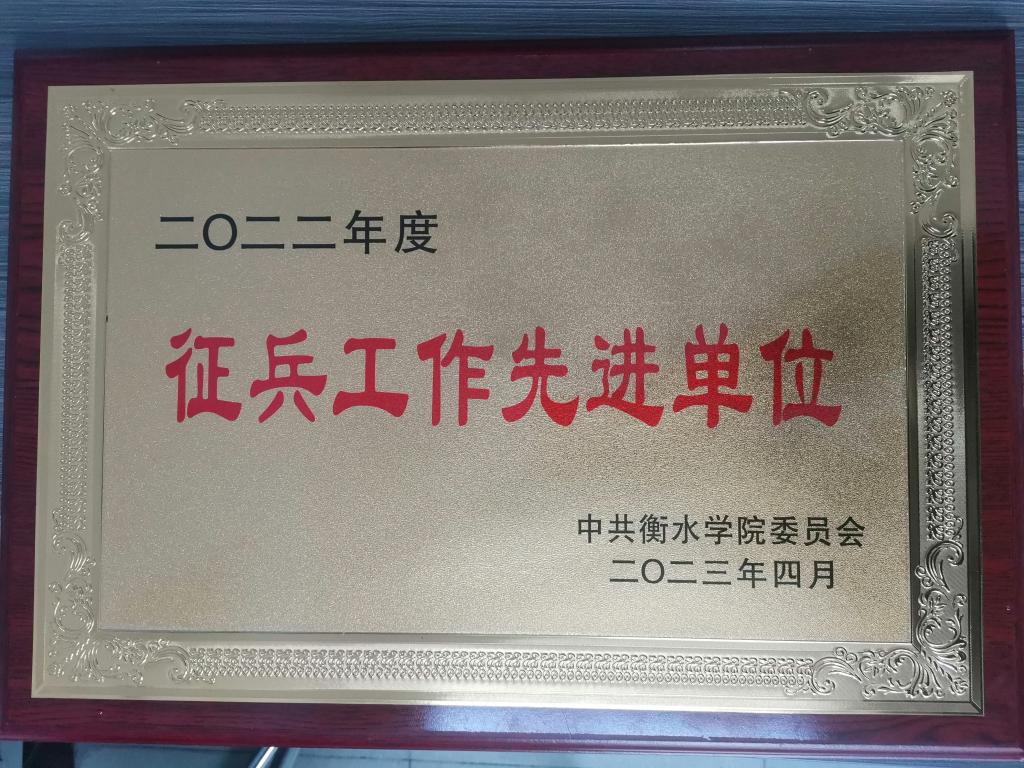 二〇二二年度
征兵工作先进单位
中共衡水学院委员会
二〇二三年四月